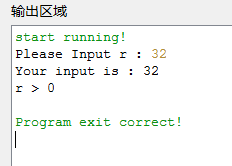 输出区域
start running!
Please Input r : 32
Your input is : 32
r > 0
Program exit correct!